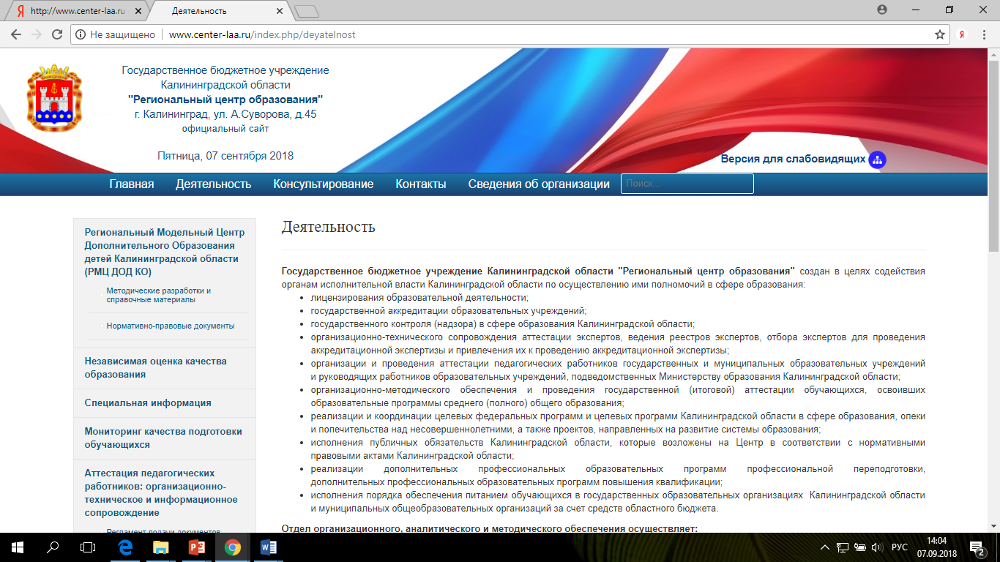 http://www.center-laa.ru
Деятельность
Не защищено
www.center-laa.ru/index.php/deyatelnost
Государственное бюджетное учреждение
Калининградской области
"Региональный центр образования"
г. Калининград, ул. А.Суворова, д.45
официальный сайт
Пятница, 07 сентября 2018
Версия для слабовидящих
Главная Деятельность Консультирование Контакты Сведения об организации Поиск...
Региональный Модельный Центр
Дополнительного Образования
детей Калининградской области
(РМЦ ДОД КО)
Методические разработки и
справочные материалы
Нормативно-правовые документы
Независимая оценка качества
образования
Специальная информация
Мониторинг качества подготовки
обучающихся
Аттестация педагогических
работников: организационно-
техническое и информационное
сопровождение
Регламент подачи документов
Деятельность
Государственное бюджетное учреждение Калининградской области "Региональный центр образования" создан в целях содействия
органам исполнительной власти Калининградской области по осуществлению ими полномочий в сфере образования:
• лицензирования образовательной деятельности;
• государственной аккредитации образовательных учреждений;
• государственного контроля (надзора) в сфере образования Калининградской области;
• организационно-технического сопровождения аттестации экспертов, ведения реестров экспертов, отбора экспертов для проведения
аккредитационной экспертизы и привлечения их к проведению аккредитационной экспертизы;
• организации и проведения аттестации педагогических работников государственных и муниципальных образовательных учреждений
и руководящих работников образовательных учреждений, подведомственных Министерству образования Калининградской области;
• организационно-методического обеспечения и проведения государственной (итоговой) аттестации обучающихся, освоивших
образовательные программы среднего (полного) общего образования;
• реализации и координации целевых федеральных программ и целевых программ Калининградской области в сфере образования, опеки
и попечительства над несовершеннолетними, а также проектов, направленных на развитие системы образования;
• исполнения публичных обязательств Калининградской области, которые возложены на Центр в соответствии с нормативными
правовыми актами Калининградской области;
• реализации дополнительных профессиональных образовательных программ профессиональной переподготовки,
дополнительных профессиональных образовательных программ повышения квалификации;
• исполнения порядка обеспечения питанием обучающихся в государственных образовательных организациях Калининградской области
и муниципальных общеобразовательных организаций за счет средств областного бюджета.
Отдел организационного, аналитического и методического обеспечения осуществляет:
РУС
14:04
07.09.2018
2